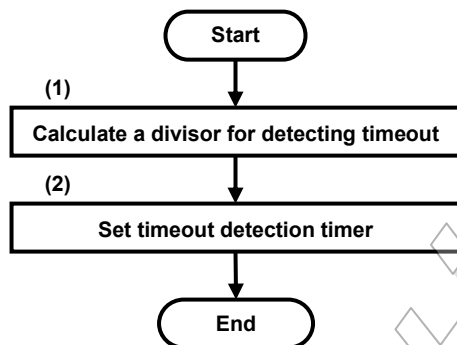 Start
(1)
Calculate a divisor for detecting timeout
(2)
Set timeout detection timer
End